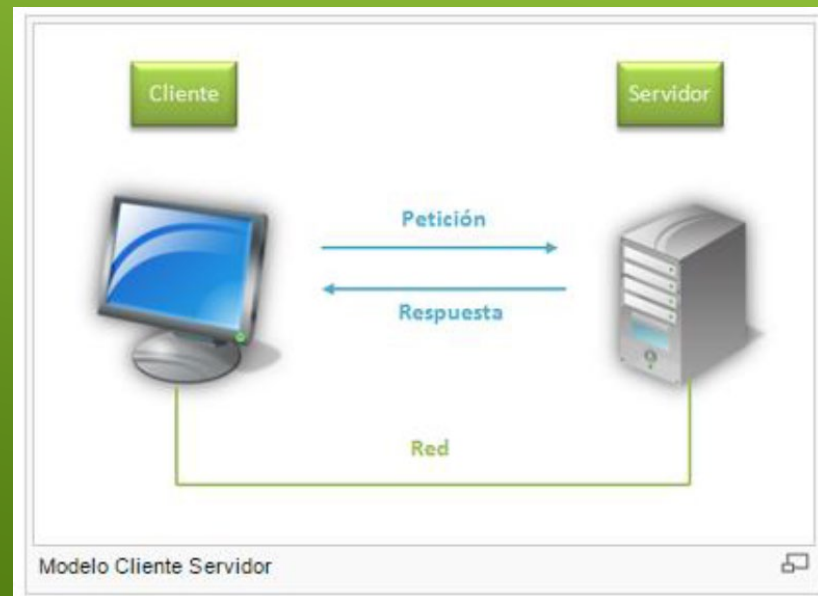 Cliente
Servidor
Petición
Respuesta
Red
Modelo Cliente Servidor